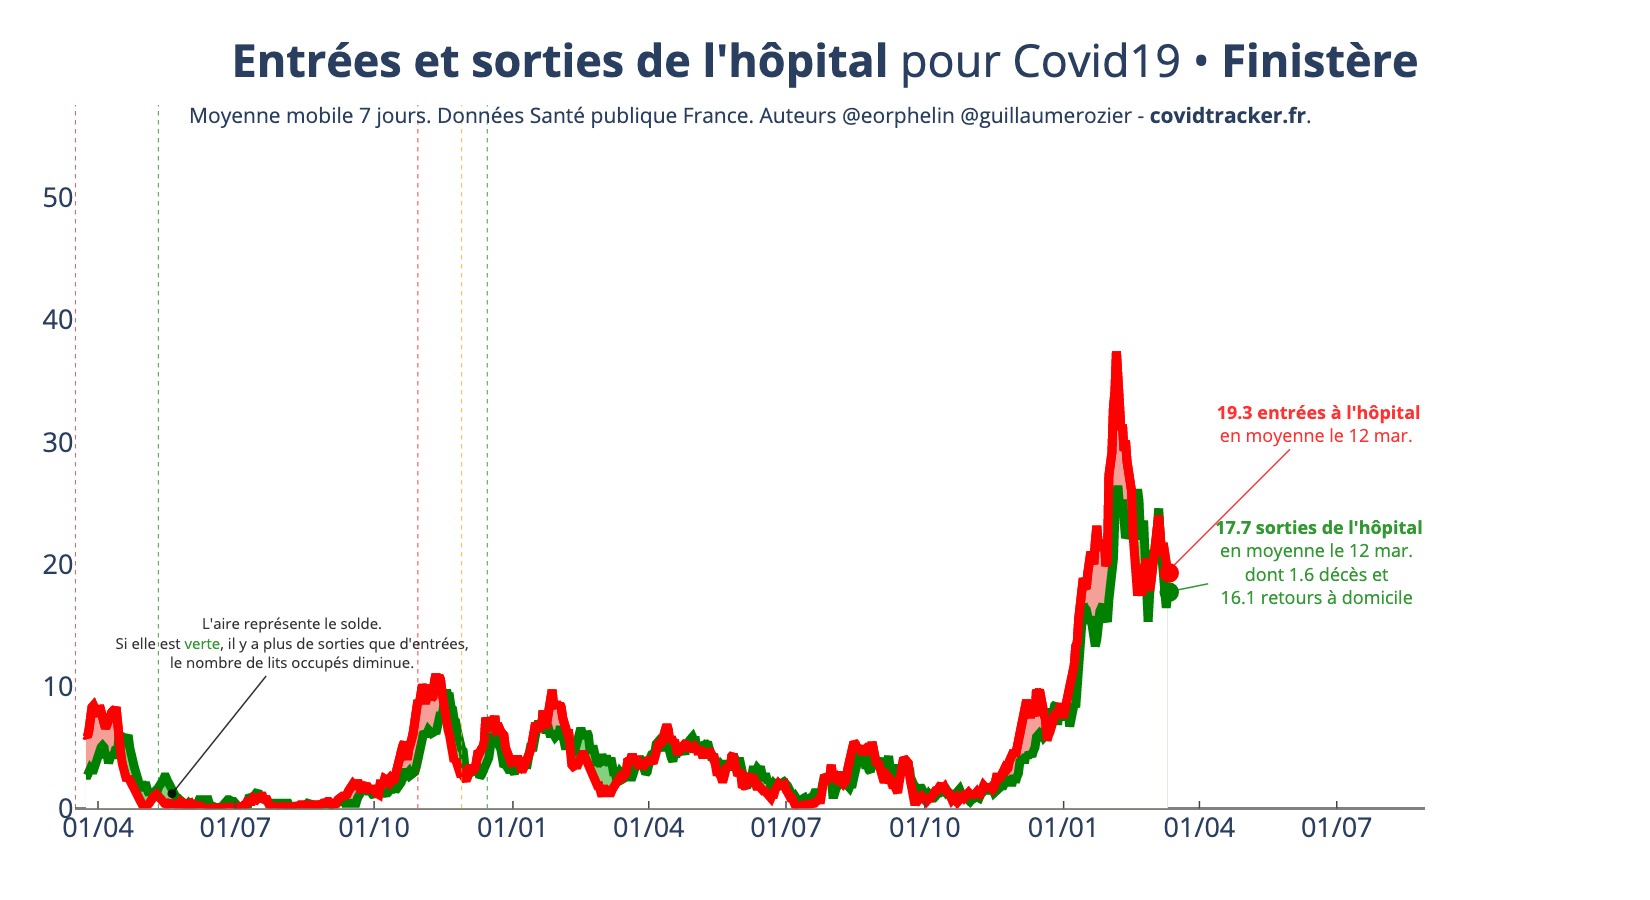 Entrées et sorties de l'hôpital pour Covid19 • Finistère
Moyenne mobile 7 jours. Données Santé publique France. Auteurs @eorphelin @guillaumerozier - covidtracker.fr.
50
40
30
20
10
0
19.3 entrées à l'hôpital
en moyenne le 12 mar.
17.7 sorties de l'hôpital
en moyenne le 12 mar.
dont 1.6 décès et
16.1 retours à domicile
L'aire représente le solde.
Si elle est verte, il y a plus de sorties que d'entrées,
le nombre de lits occupés diminue.
01/04 01/07 01/10 01/01 01/04 01/07 01/10 01/01 01/04 01/07